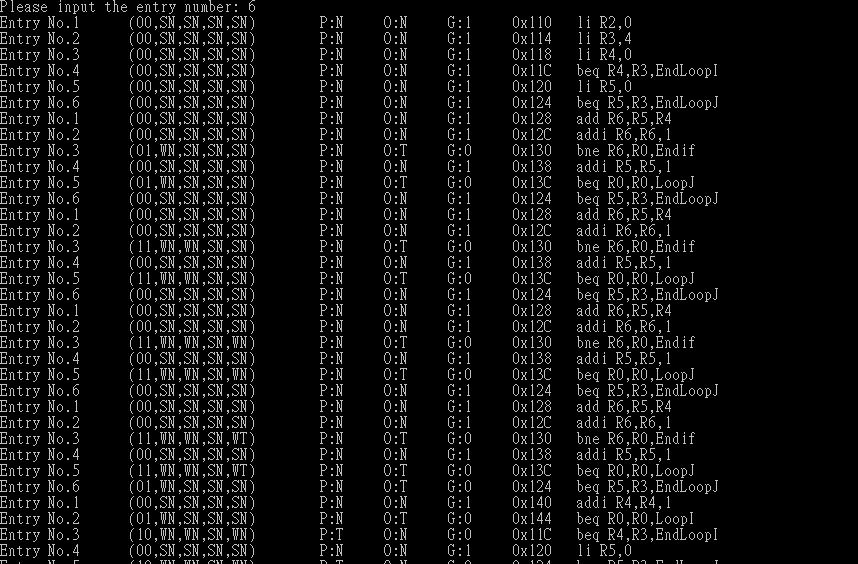 Please input the entry number: 6
Entry No.1 (00,SN,SN,SN,SN) P:N O:N G:1 0x110 li R2,0
Entry No.2 (00,SN,SN,SN,SN) P:N O:N G:1 0x114 li R3,4
Entry No.3 (00,SN,SN,SN,SN) P:N O:N G:1 0x118 li R4,0
Entry No.4 (00,SN,SN,SN,SN) P:N O:N G:1 0x11C beq R4,R3,EndLoopI
Entry No.5 (00,SN,SN,SN,SN) P:N O:N G:1 0x120 li R5,0
Entry No.6 (00,SN,SN,SN,SN) P:N O:N G:1 0x124 beq R5,R3,EndLoopJ
Entry No.1 (00,SN,SN,SN,SN) P:N O:N G:1 0x128 add R6,R5,R4
Entry No.2 (00,SN,SN,SN,SN) P:N O:N G:1 0x12C addi R6,R6,1
Entry No.3 (01,WN,SN,SN,SN) P:N O:T G:0 0x130 bne R6,R0,Endif
Entry No.4 (00,SN,SN,SN,SN) P:N O:N G:1 0x138 addi R5,R5,1
Entry No.5 (01,WN,SN,SN,SN) P:N O:T G:0 0x13C beq R0,R0,LoopJ
Entry No.6 (00,SN,SN,SN,SN) P:N O:N G:1 0x124 beq R5,R3,EndLoopJ
Entry No.1 (00,SN,SN,SN,SN) P:N O:N G:1 0x128 add R6,R5,R4
Entry No.2 (00,SN,SN,SN,SN) P:N O:N G:1 0x12C addi R6,R6,1
Entry No.3 (11,WN,WN,SN,SN) P:N O:T G:0 0x130 bne R6,R0,Endif
Entry No.4 (00,SN,SN,SN,SN) P:N O:N G:1 0x138 addi R5,R5,1
Entry No.5 (11,WN,WN,SN,SN) P:N O:T G:0 0x13C beq R0,R0,LoopJ
Entry No.6 (00,SN,SN,SN,SN) P:N O:N G:1 0x124 beq R5,R3,EndLoopJ
Entry No.1 (00,SN,SN,SN,SN) P:N O:N G:1 0x128 add R6,R5,R4
Entry No.2 (00,SN,SN,SN,SN) P:N O:N G:1 0x12C addi R6,R6,1
Entry No.3 (11,WN,WN,SN,WN) P:N O:T G:0 0x130 bne R6,R0,Endif
Entry No.4 (00,SN,SN,SN,SN) P:N O:N G:1 0x138 addi R5,R5,1
Entry No.5 (11,WN,WN,SN,WN) P:N O:T G:0 0x13C beq R0,R0,LoopJ
Entry No.6 (00,SN,SN,SN,SN) P:N O:N G:1 0x124 beq R5,R3,EndLoopJ
Entry No.1 (00,SN,SN,SN,SN) P:N O:N G:1 0x128 add R6,R5,R4
Entry No.2 (00,SN,SN,SN,SN) P:N O:N G:1 0x12C addi R6,R6,1
Entry No.3 (11,WN,WN,SN,WT) P:N O:T G:0 0x130 bne R6,R0,Endif
Entry No.4 (00,SN,SN,SN,SN) P:N O:N G:1 0x138 addi R5,R5,1
Entry No.5 (11,WN,WN,SN,WT) P:N O:T G:0 0x13C beq R0,R0,LoopJ
Entry No.6 (01,WN,SN,SN,SN) P:N O:T G:0 0x124 beq R5,R3,EndLoopJ
Entry No.1 (00,SN,SN,SN,SN) P:N O:N G:1 0x140 addi R4,R4,1
Entry No.2 (01,WN,SN,SN,SN) P:N O:T G:0 0x144 beq R0,R0,LoopI
Entry No.3 (10,WN,WN,SN,WN) P:T O:N G:0 0x11C beq R4,R3,EndLoopI
Entry No.4 (00,SN,SN,SN,SN) P:N O:N G:1 0x120 li R5,0